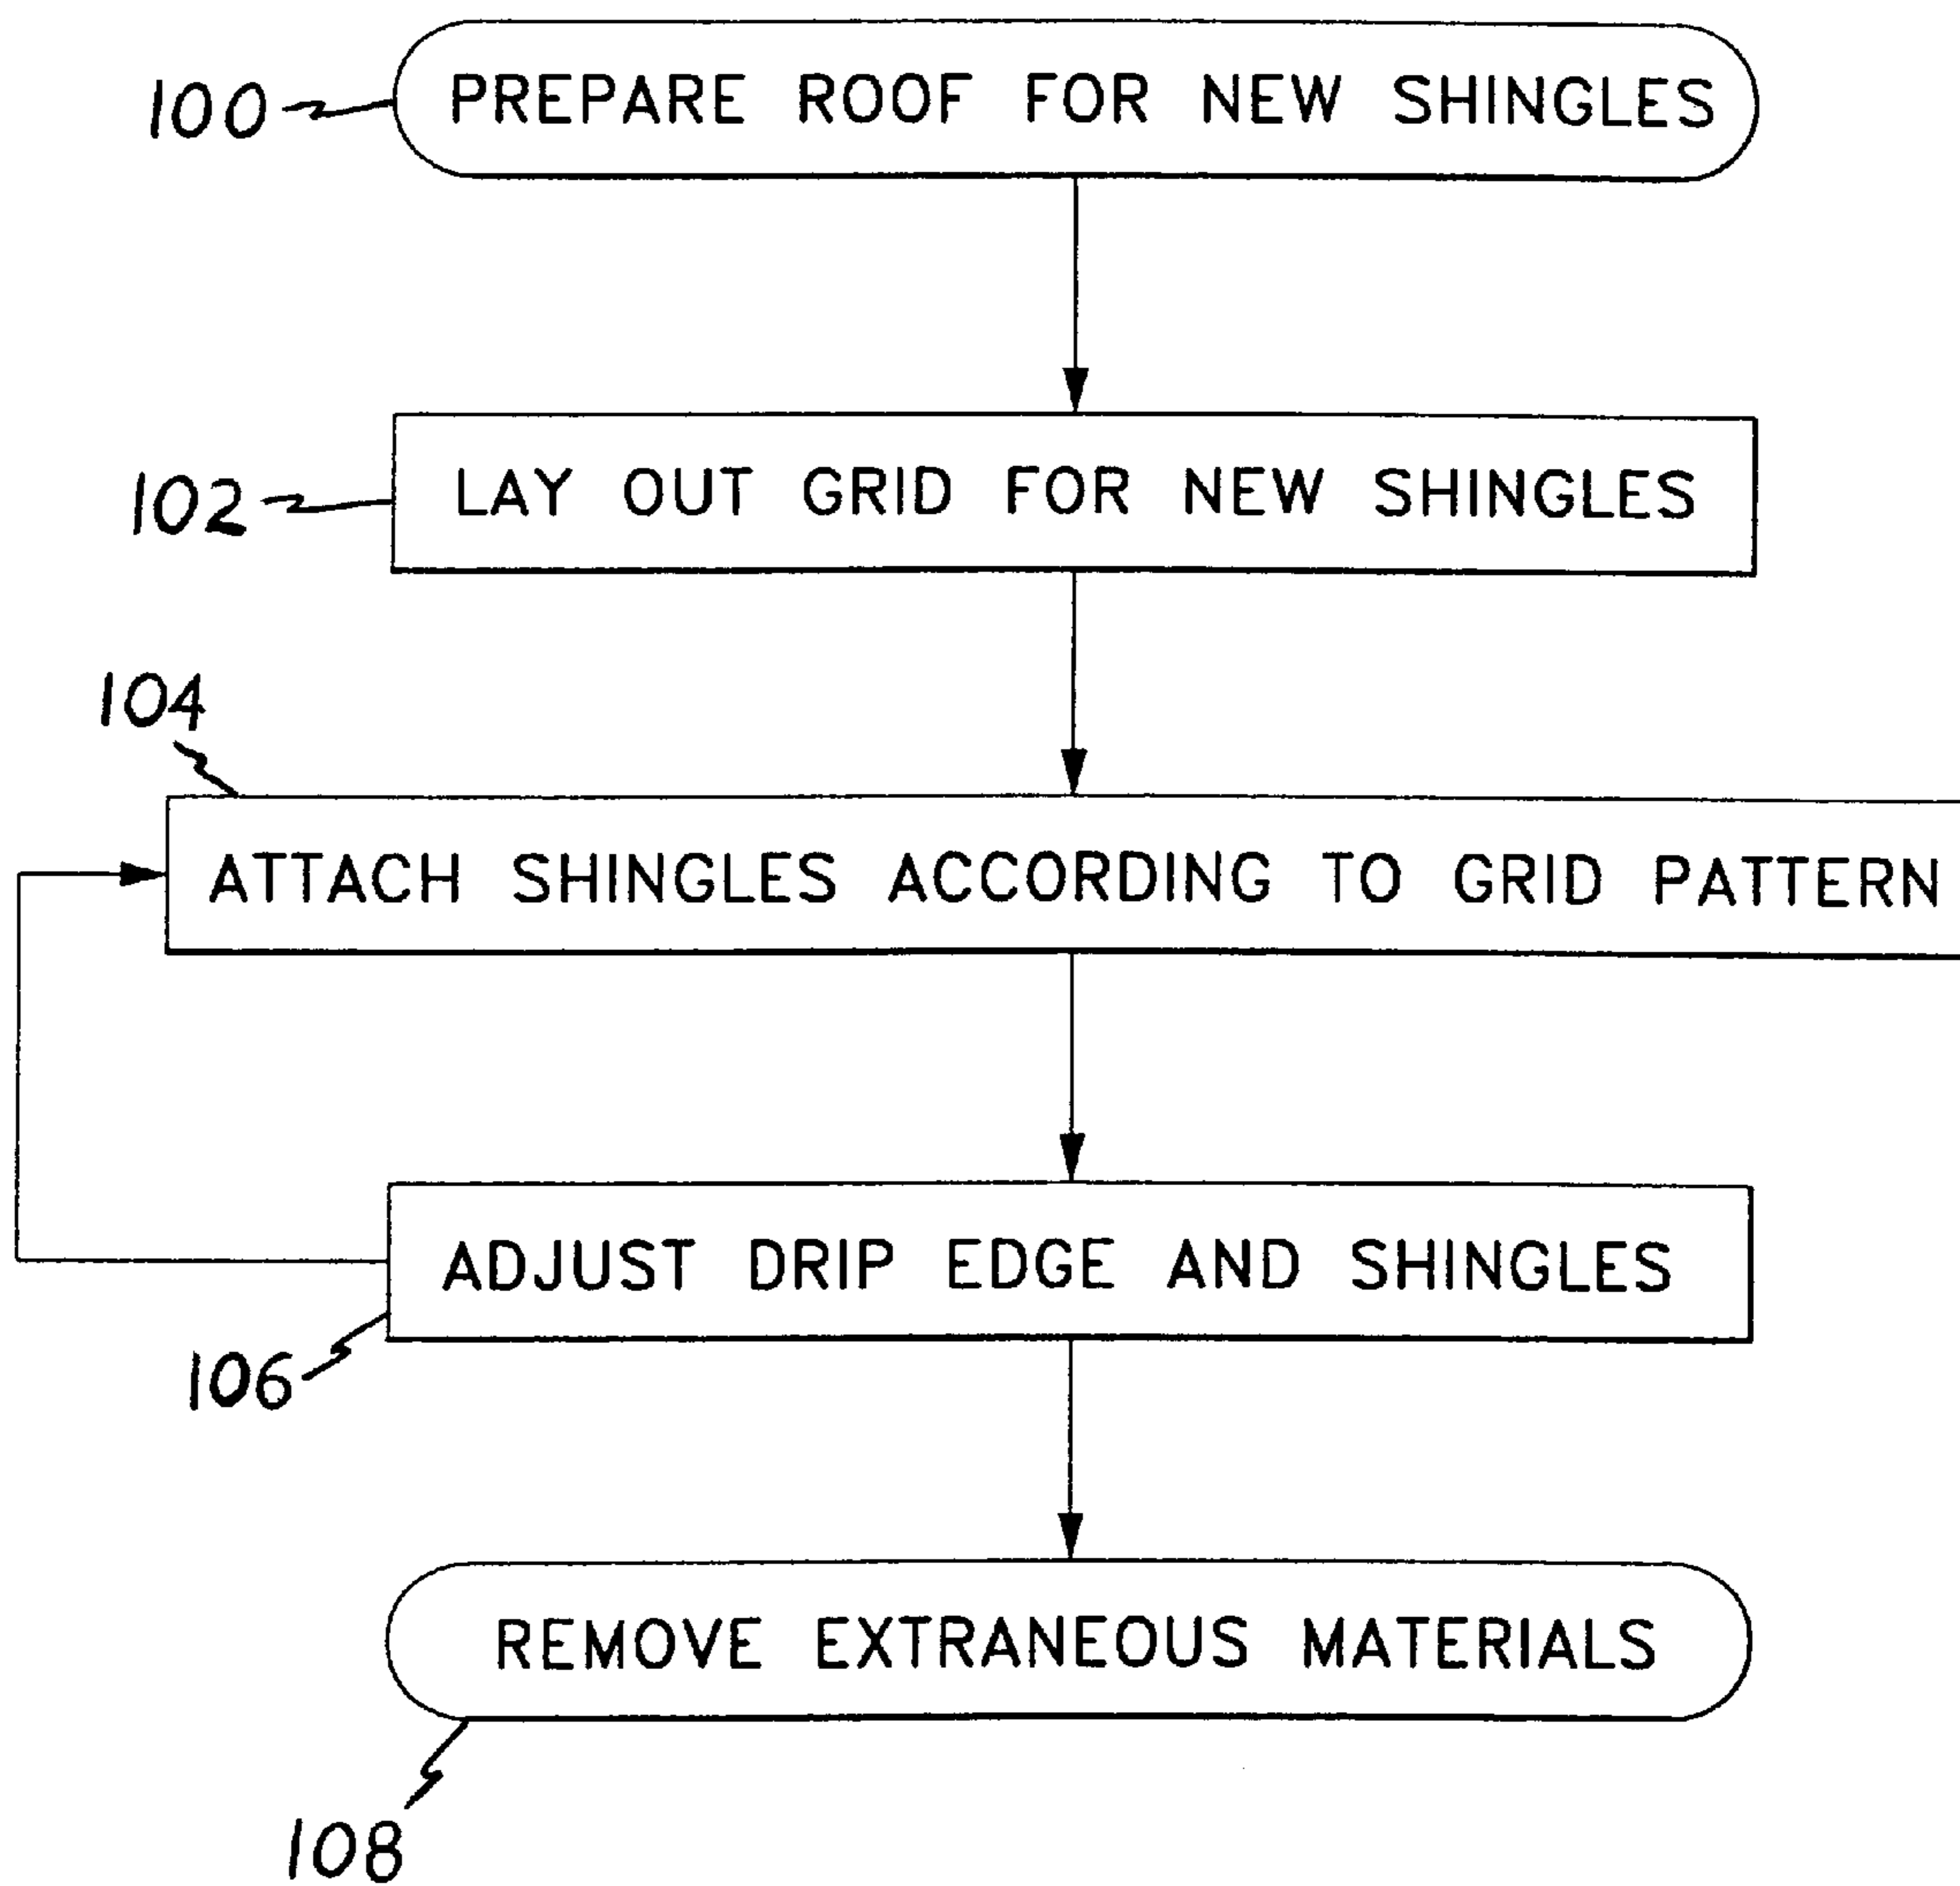 100 PREPARE ROOF FOR NEW SHINGLES
102 LAY OUT GRID FOR NEW SHINGLES
104
ATTACH SHINGLES ACCORDING TO GRID PATTERN
ADJUST DRIP EDGE AND SHINGLES
106
REMOVE EXTRANEOUS MATERIALS
108